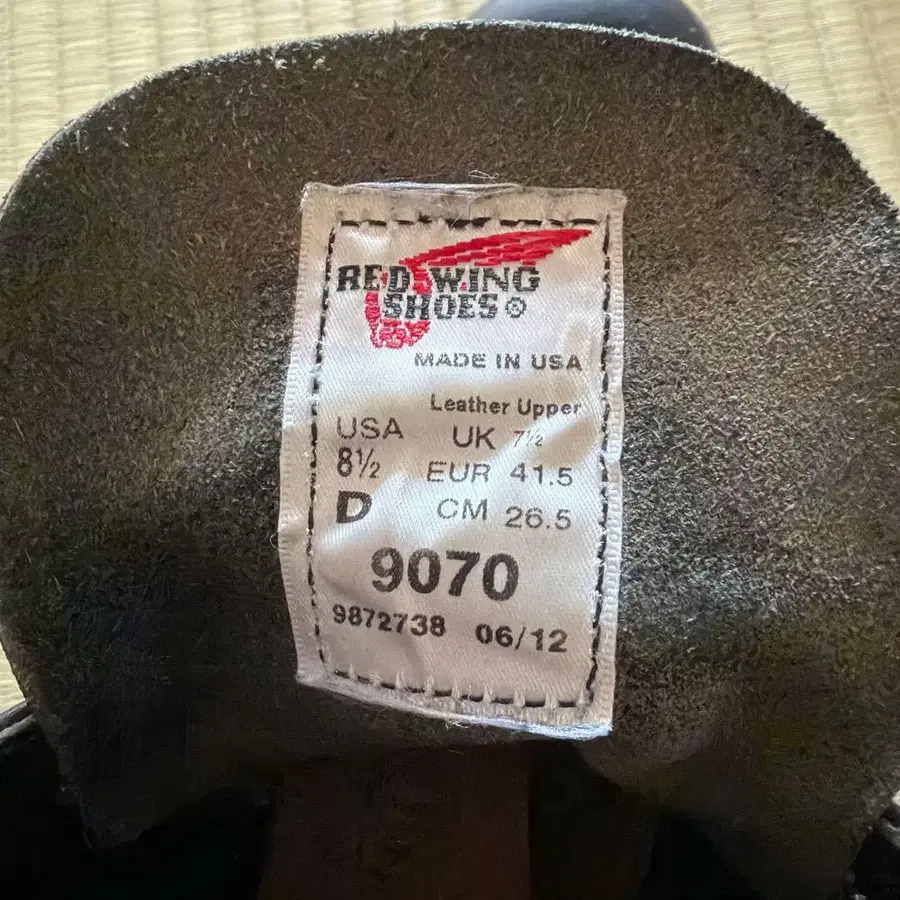 RED WING
SHOES ®
MADE IN USA
Leather Upper
USA UK 7½
8½ EUR 41.5
D CM 26.5
9070
9872738 06/12